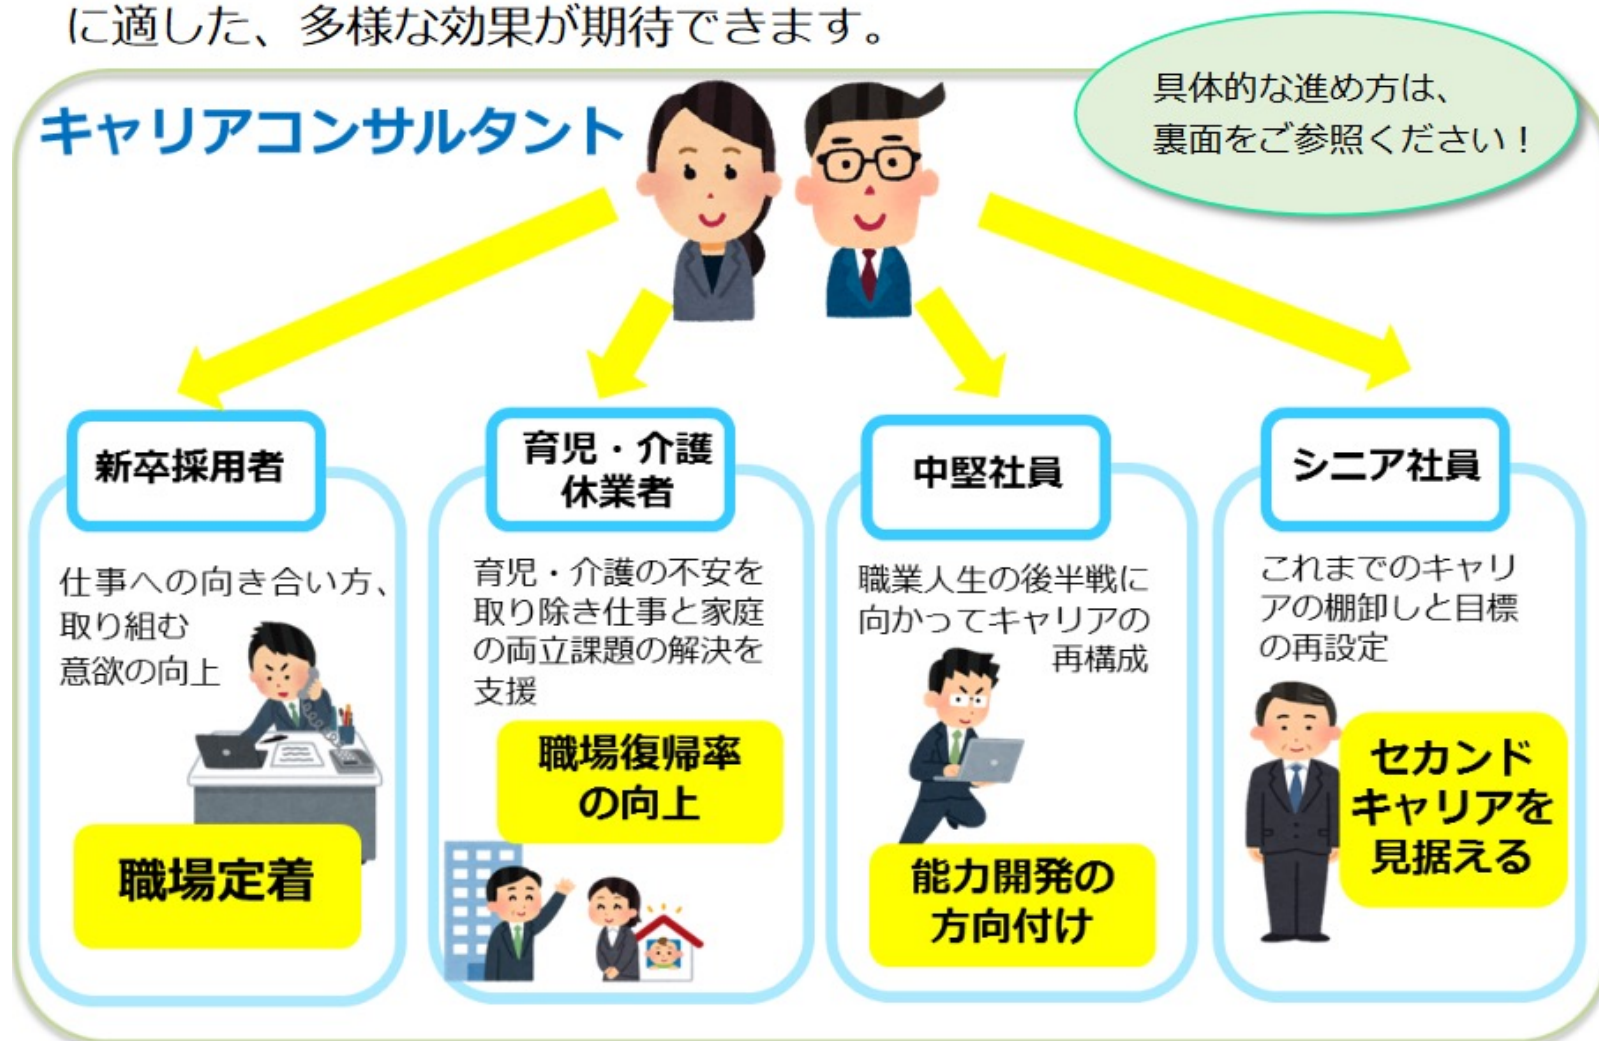 に適した、多様な効果が期待できます。
具体的な進め方は、
裏面をご参照ください！
キャリアコンサルタント
新卒採用者
仕事への向き合い方、
取り組む
意欲の向上
職場定着
育児・介護
休業者
育児・介護の不安を
取り除き仕事と家庭
の両立課題の解決を
支援
職場復帰率
の向上
中堅社員
職業人生の後半戦に
向かってキャリアの
再構成
能力開発の
方向付け
シニア社員
これまでのキャリ
アの棚卸しと目標
の再設定
セカンド
キャリアを
見据える